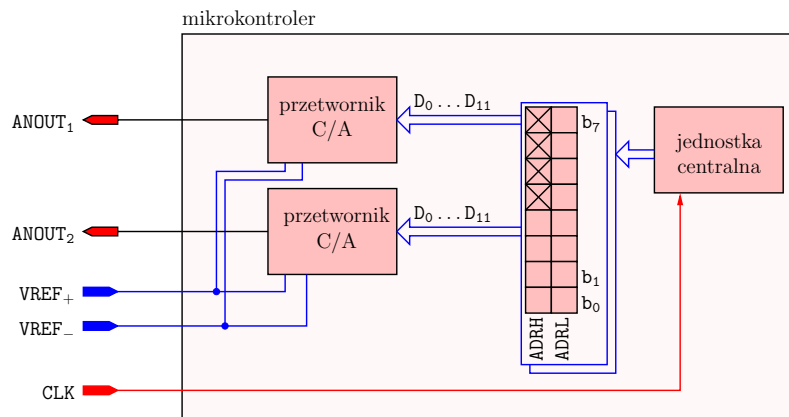 mikrokontroler
ANOUT₁
przetwornik
C/A
D₀...D₁₁
b₇
jednostka
centralna
ANOUT₂
przetwornik
C/A
D₀...D₁₁
VREF₊
VREF₋
b₁
b₀
ADRH
ADRL
CLK